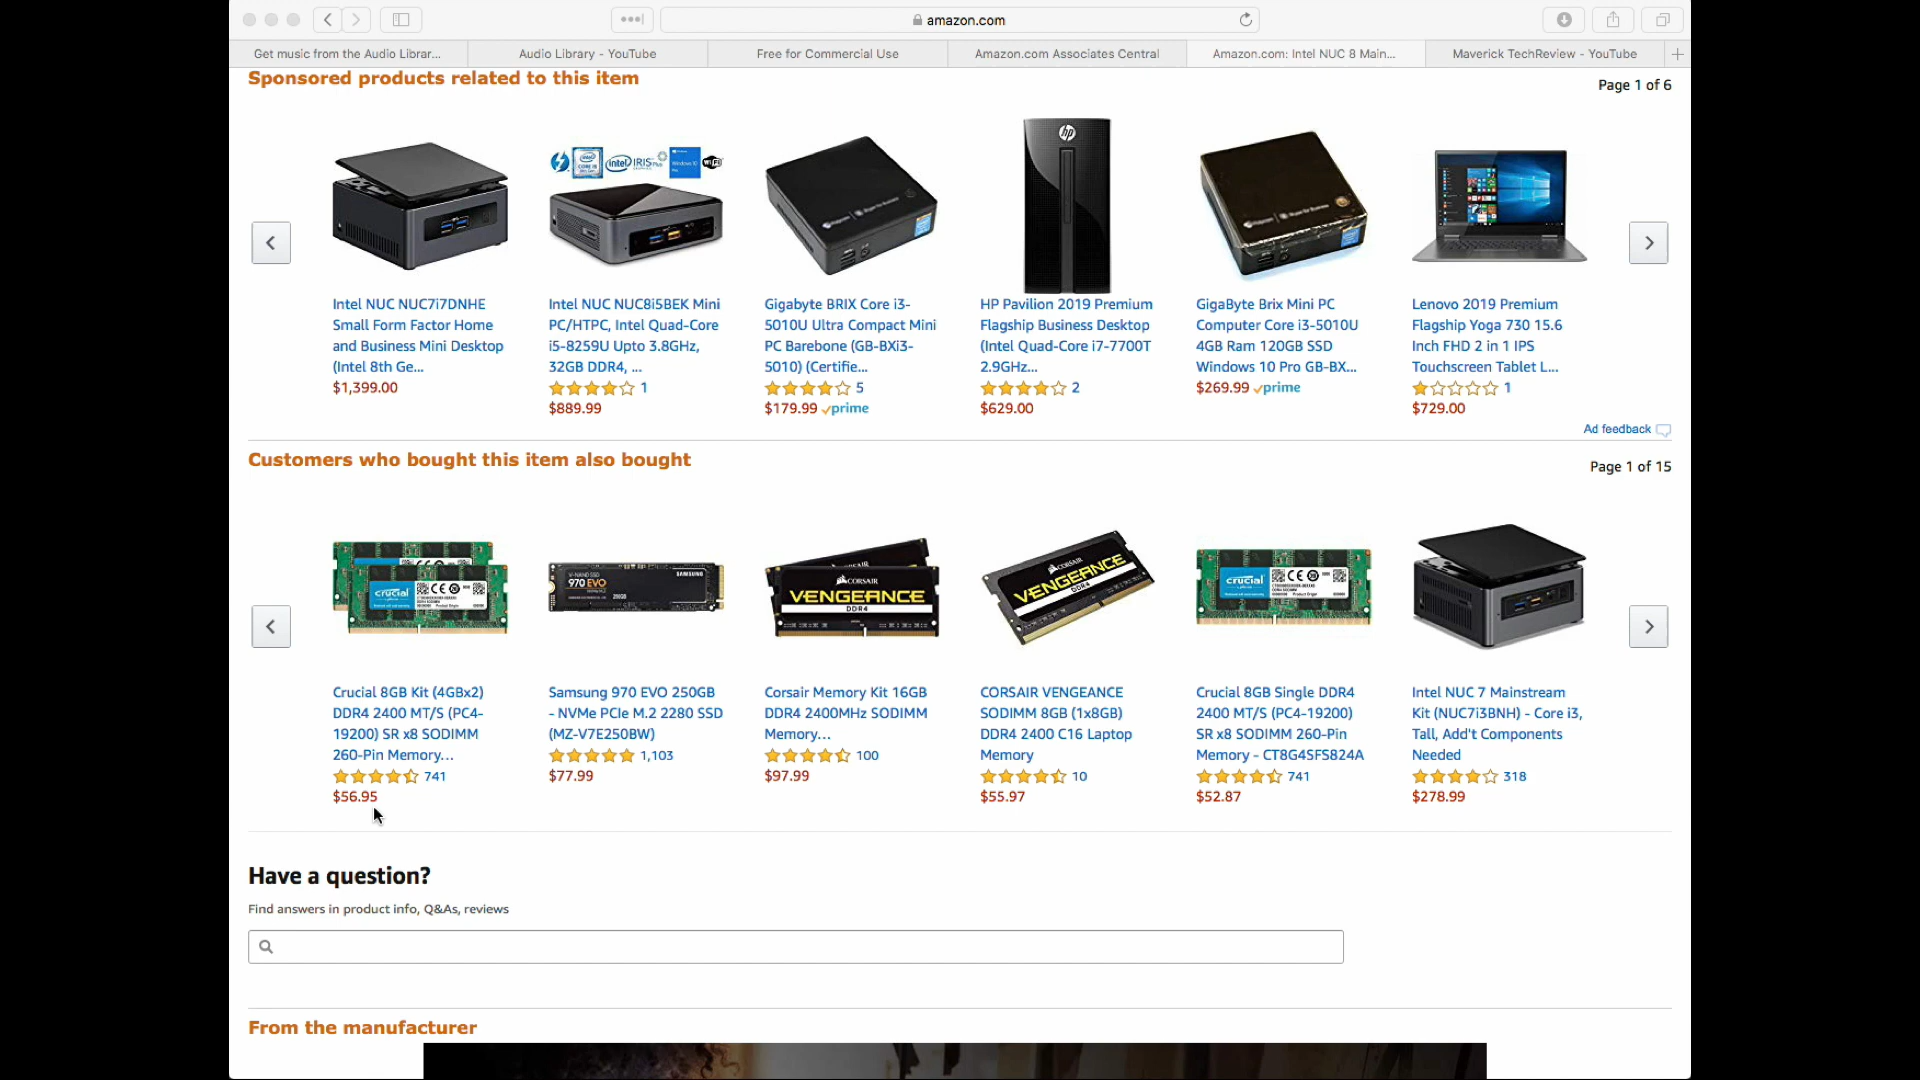 amazon.com
Get music from the Audio Librar...
Audio Library - YouTube
Free for Commercial Use
Amazon.com Associates Central
Amazon.com: Intel NUC 8 Main...
Maverick TechReview - YouTube
Sponsored products related to this item
Page 1 of 6
Intel NUC NUC7i7DNHE
Small Form Factor Home
and Business Mini Desktop
(Intel 8th Ge...
$1,399.00
Intel NUC NUC8i5BEK Mini
PC/HTPC, Intel Quad-Core
i5-8259U Upto 3.8GHz,
32GB DDR4, ...
1
$889.99
Gigabyte BRIX Core i3-
5010U Ultra Compact Mini
PC Barebone (GB-BXi3-
5010) (Certifie...
5
$179.99 prime
hp
HP Pavilion 2019 Premium
Flagship Business Desktop
(Intel Quad-Core i7-7700T
2.9GHz...
2
$629.00
GigaByte Brix Mini PC
Computer Core i3-5010U
4GB Ram 120GB SSD
Windows 10 Pro GB-BX...
$269.99 prime
Lenovo 2019 Premium
Flagship Yoga 730 15.6
Inch FHD 2 in 1 IPS
Touchscreen Tablet L...
1
$729.00
Ad feedback
Customers who bought this item also bought
Page 1 of 15
crucial
Crucial 8GB Kit (4GBx2)
DDR4 2400 MT/S (PC4-
19200) SR x8 SODIMM
260-Pin Memory...
741
$56.95
SAMSUNG
970 EVO
Samsung 970 EVO 250GB
- NVMe PCIe M.2 2280 SSD
(MZ-V7E250BW)
1,103
$77.99
CORSAIR
VENGEANCE
DDR4
Corsair Memory Kit 16GB
DDR4 2400MHz SODIMM
Memory...
100
$97.99
CORSAIR
VENGEANCE
DDR4
CORSAIR VENGEANCE
SODIMM 8GB (1x8GB)
DDR4 2400 C16 Laptop
Memory
10
$55.97
crucial
Crucial 8GB Single DDR4
2400 MT/S (PC4-19200)
SR x8 SODIMM 260-Pin
Memory - CT8G4SFS824A
741
$52.87
Intel NUC 7 Mainstream
Kit (NUC7i3BNH) - Core i3,
Tall, Add't Components
Needed
318
$278.99
Have a question?
Find answers in product info, Q&As, reviews
From the manufacturer